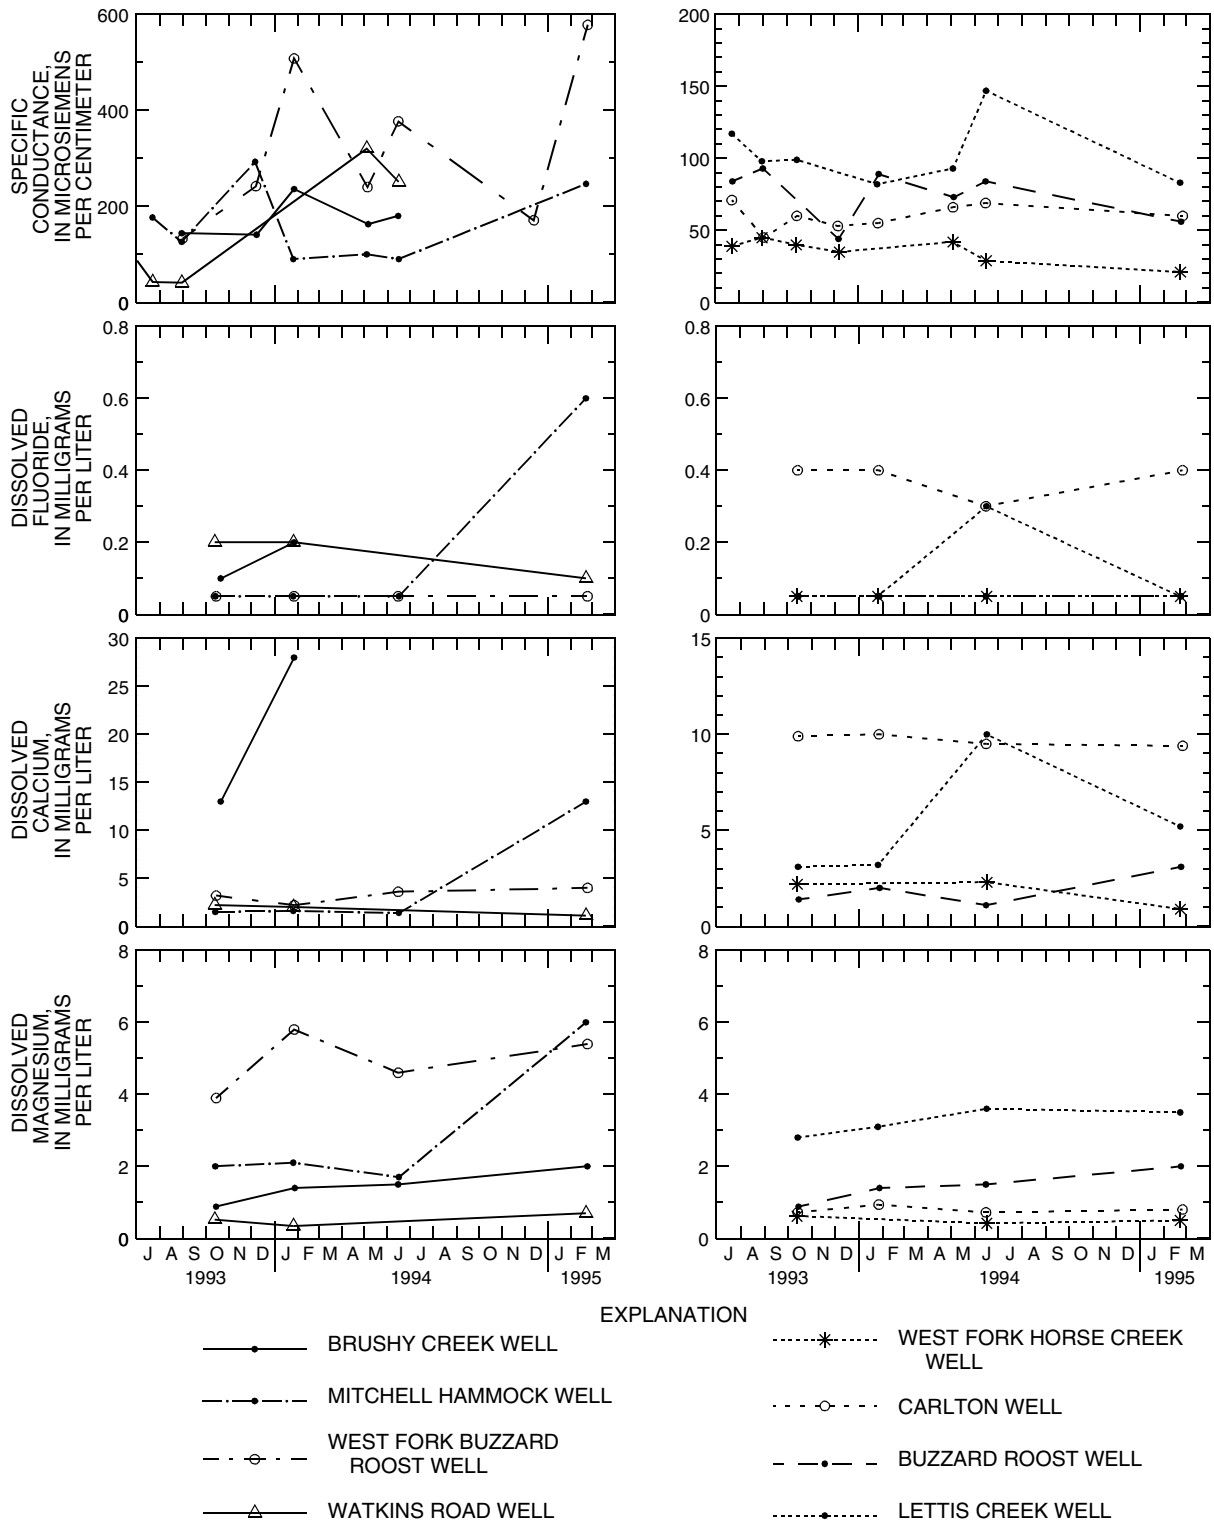 SPECIFIC
CONDUCTANCE,
IN MICROSIEMENS
PER CENTIMETER
600
400
200
0
200
150
100
50
0
DISSOLVED
FLUORIDE,
IN MILLIGRAMS
PER LITER
0.8
0.6
0.4
0.2
0
0.8
0.6
0.4
0.2
0
DISSOLVED
CALCIUM,
IN MILLIGRAMS
PER LITER
30
25
20
15
10
5
0
15
10
5
0
DISSOLVED
MAGNESIUM,
IN MILLIGRAMS
PER LITER
8
6
4
2
0
8
6
4
2
0
J A S O N D J F M A M J J A S O N D J F M
1993 1994 1995
J A S O N D J F M A M J J A S O N D J F M
1993 1994 1995
EXPLANATION
BRUSHY CREEK WELL
MITCHELL HAMMOCK WELL
WEST FORK BUZZARD
ROOST WELL
WATKINS ROAD WELL
WEST FORK HORSE CREEK
WELL
CARLTON WELL
BUZZARD ROOST WELL
LETTIS CREEK WELL